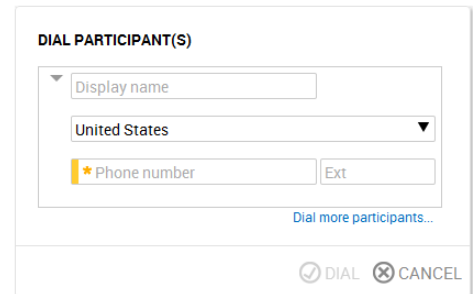 DIAL PARTICIPANT(S)
Display name
United States
* Phone number Ext
Dial more participants...
DIAL CANCEL